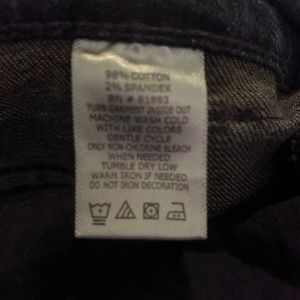 98% COTTON
2% SPANDEX
RN # 81893
TURN GARMENT INSIDE OUT
MACHINE WASH COLD
WITH LIKE COLORS
GENTLE CYCLE
ONLY NON-CHLORINE BLEACH
WHEN NEEDED
TUMBLE DRY LOW
WARM IRON IF NEEDED
DO NOT IRON DECORATION